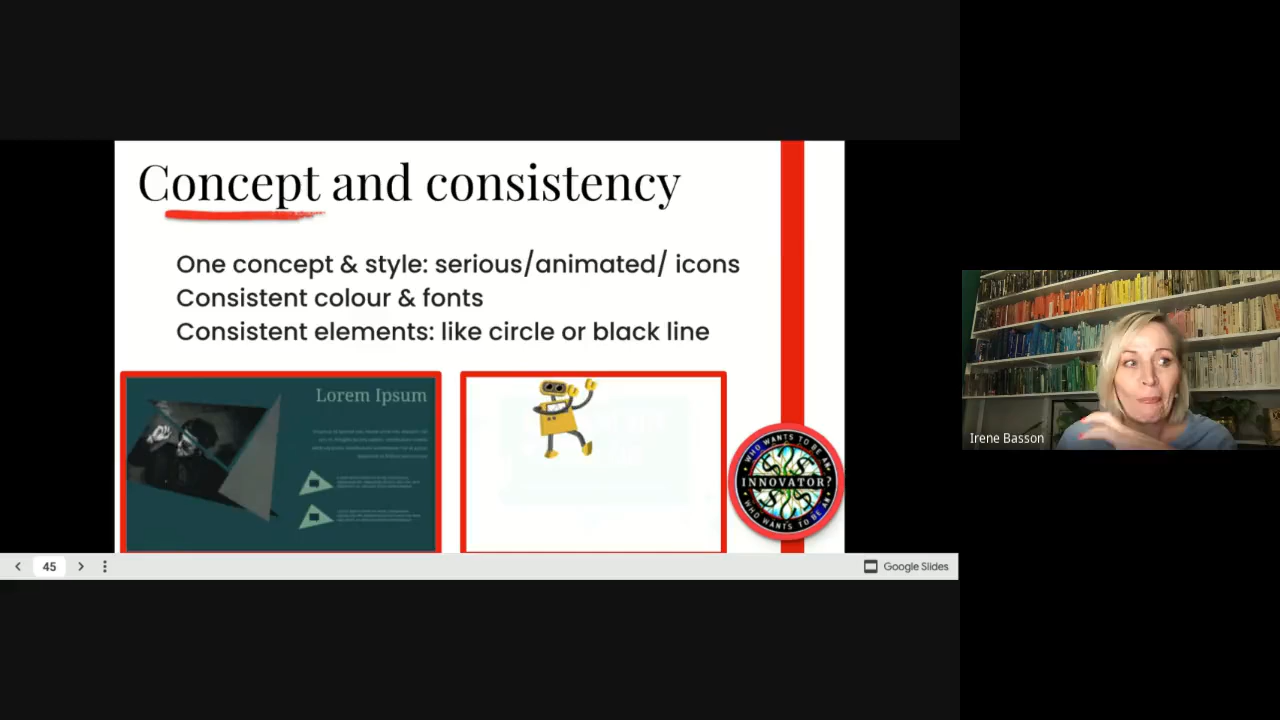 Concept and consistency
One concept & style: serious/animated/ icons
Consistent colour & fonts
Consistent elements: like circle or black line
Lorem Ipsum
WHO WANTS TO BE AN
INNOVATOR?
WHO WANTS TO BE AN
Irene Basson
45
Google Slides